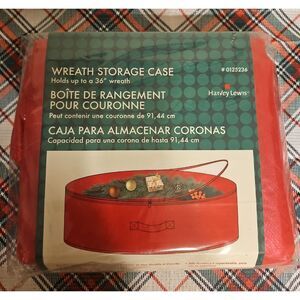 WREATH STORAGE CASE
# 0125236
Holds up to a 36" wreath
Harvey Lewis™
BOÎTE DE RANGEMENT
POUR COURONNE
Peut contenir une couronne de 91,44 cm
CAJA PARA ALMACENAR CORONAS
Capacidad para una corona de hasta 91,44 cm